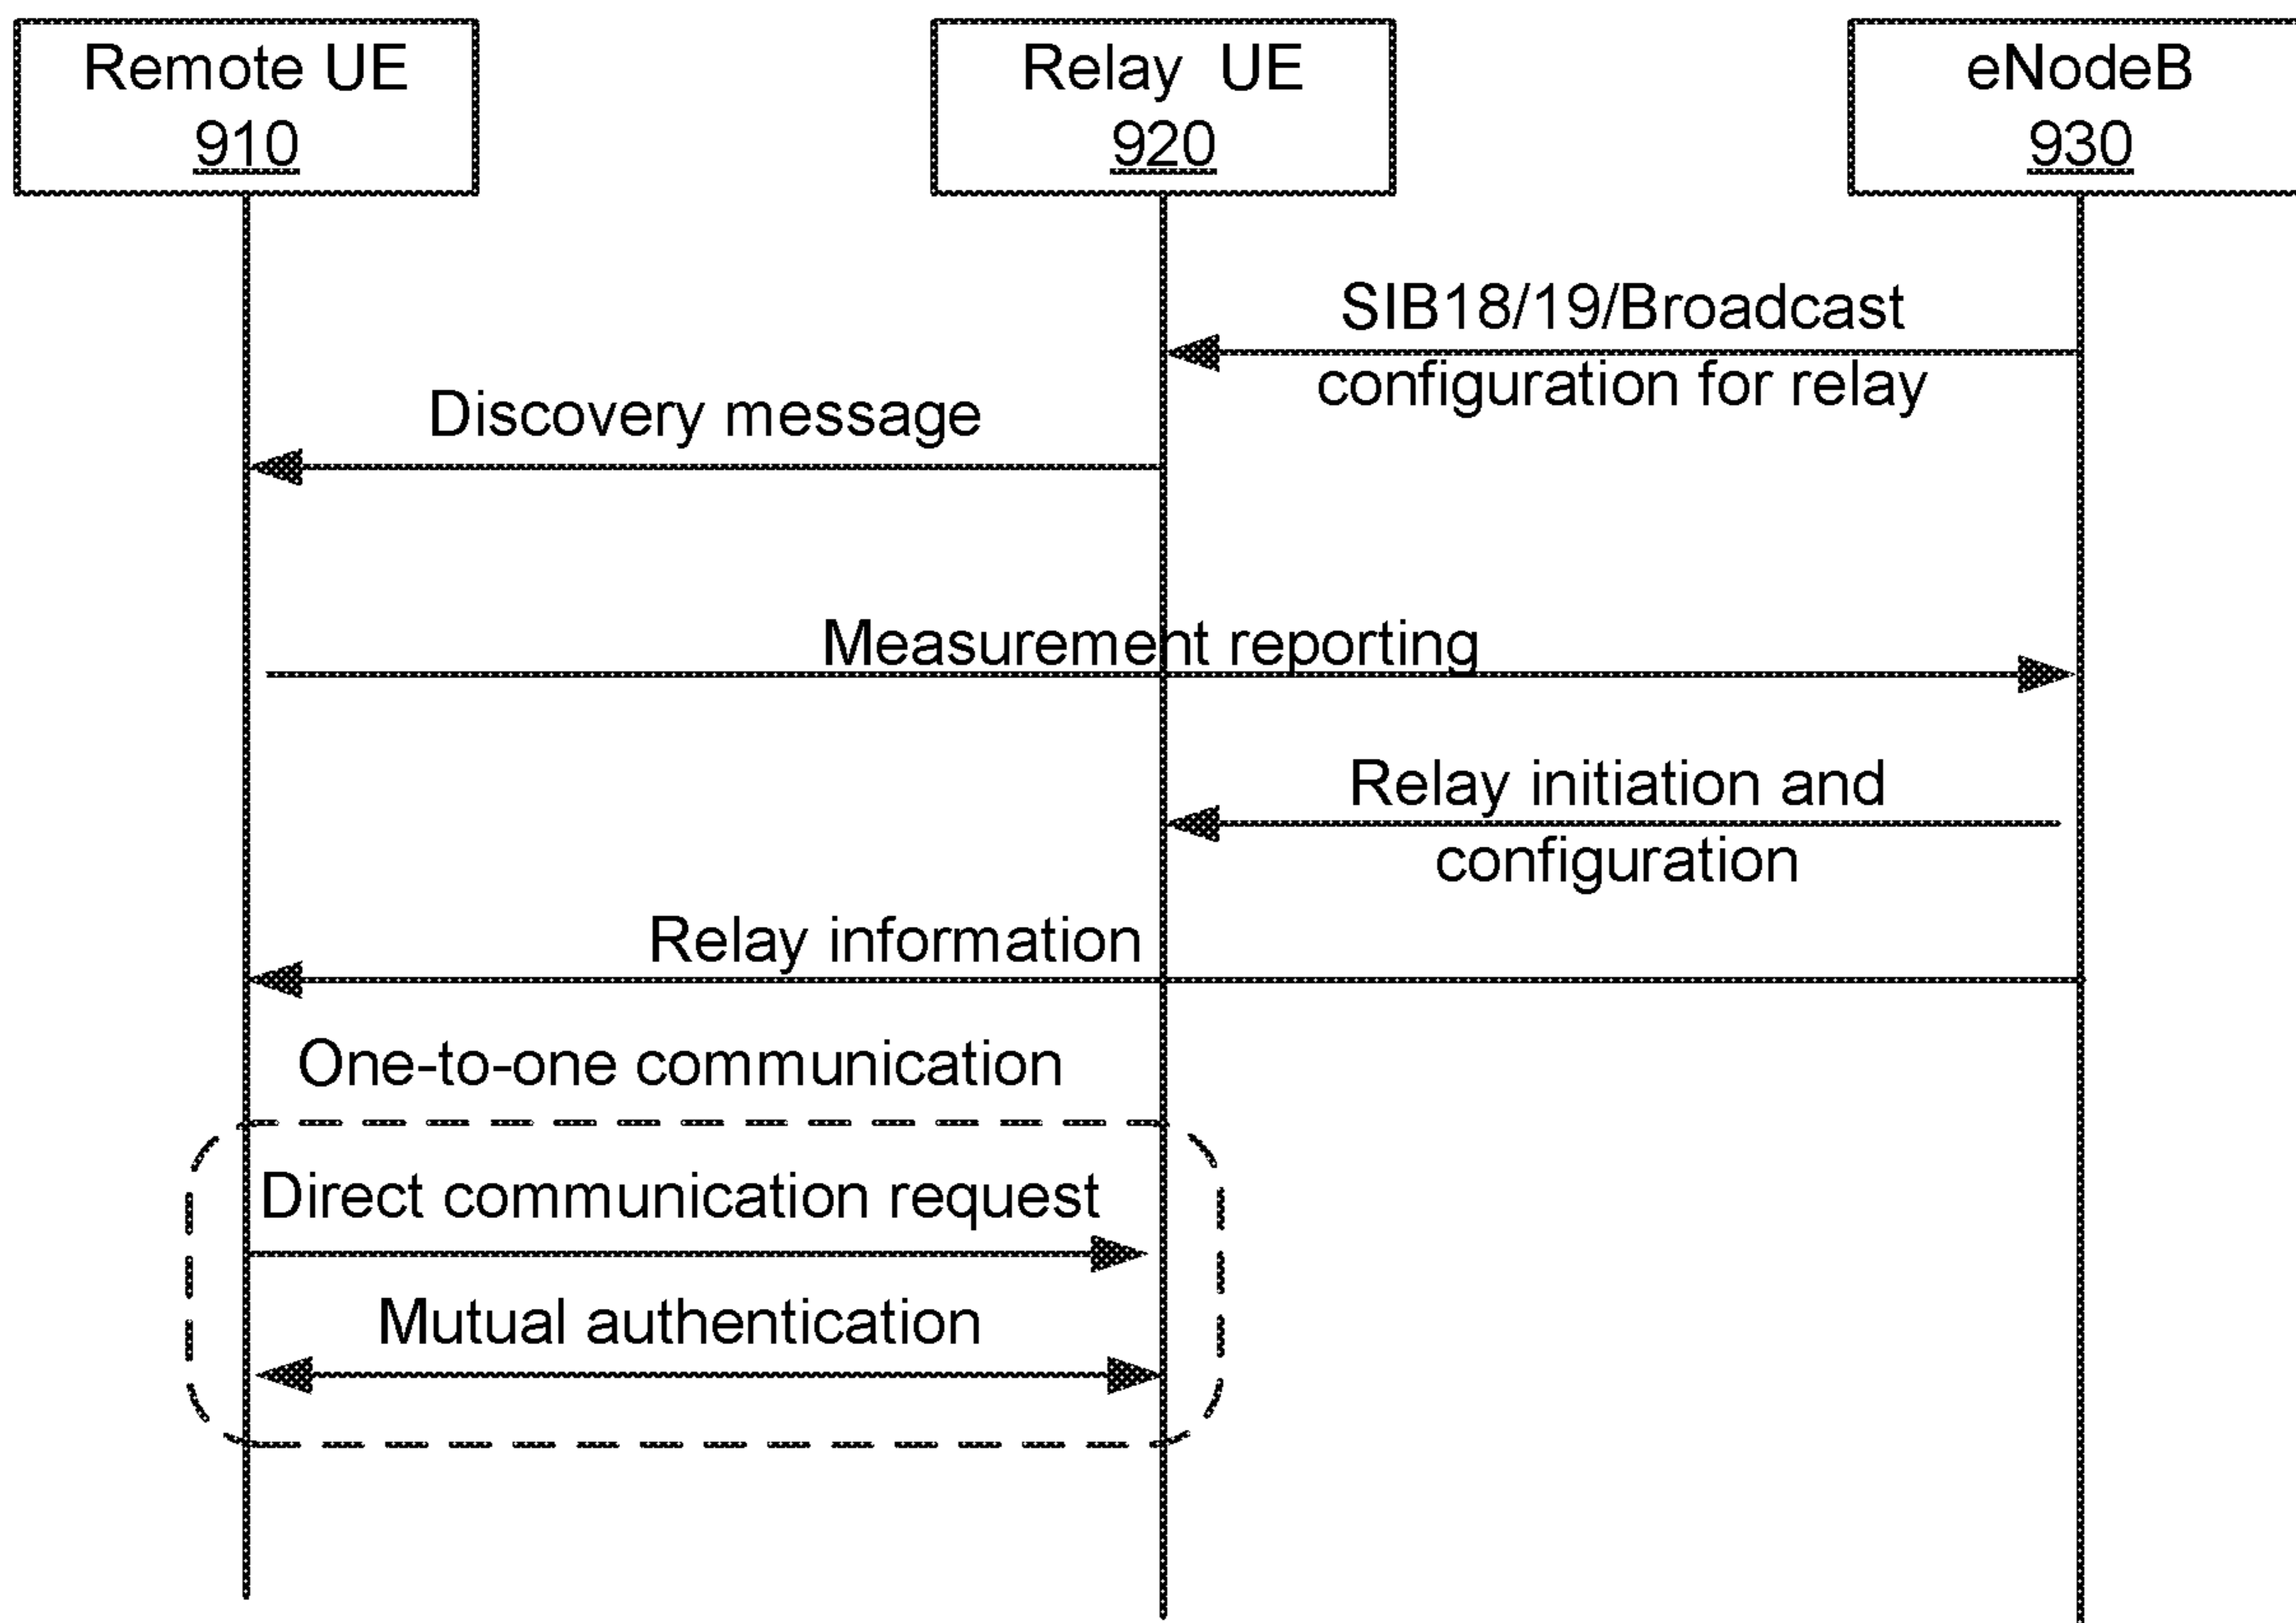 Remote UE
910
Relay UE
920
eNodeB
930
SIB18/19/Broadcast
configuration for relay
Discovery message
Measurement reporting
Relay initiation and
configuration
Relay information
One-to-one communication
Direct communication request
Mutual authentication